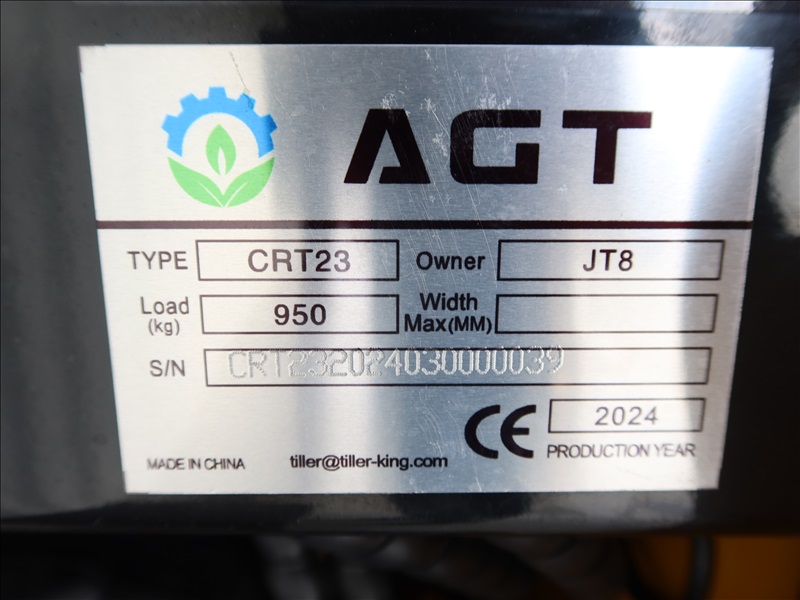 AGT
TYPE CRT23 Owner JT8
Load (kg) 950 Width Max(MM)
S/N CRT232024030000039
CE 2024
MADE IN CHINA tiller@tiller-king.com PRODUCTION YEAR